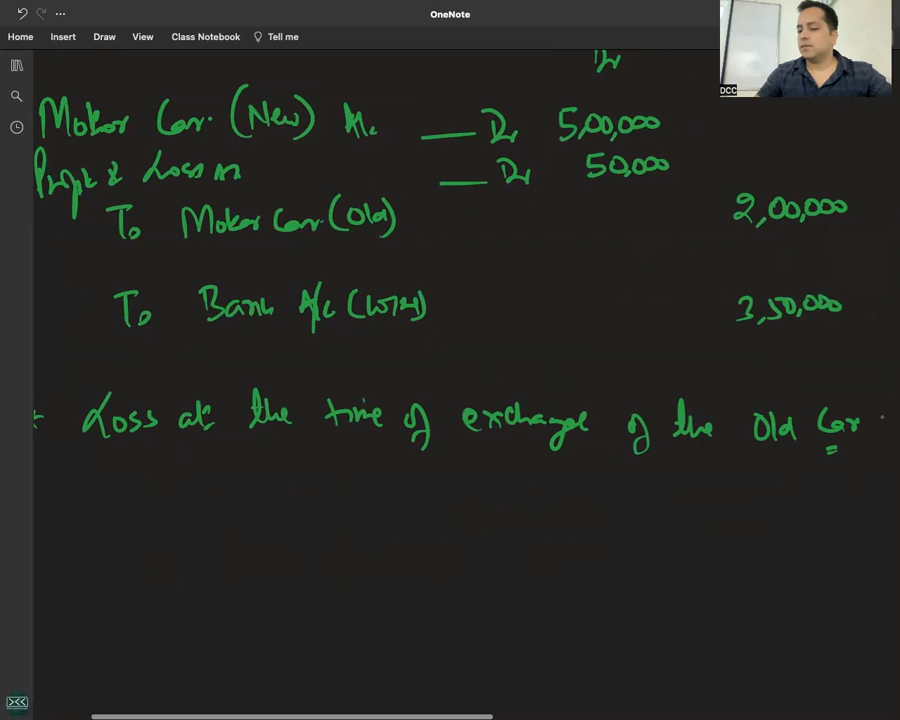 OneNote
Home Insert Draw View Class Notebook Tell me
DCC
Dr
Motor Car (New) A/c Dr 5,00,000
Profit & Loss A/c Dr 50,000
To Motor Car (Old) 2,00,000
To Bank A/c 3,50,000
Loss at the time of exchange of the Old Car